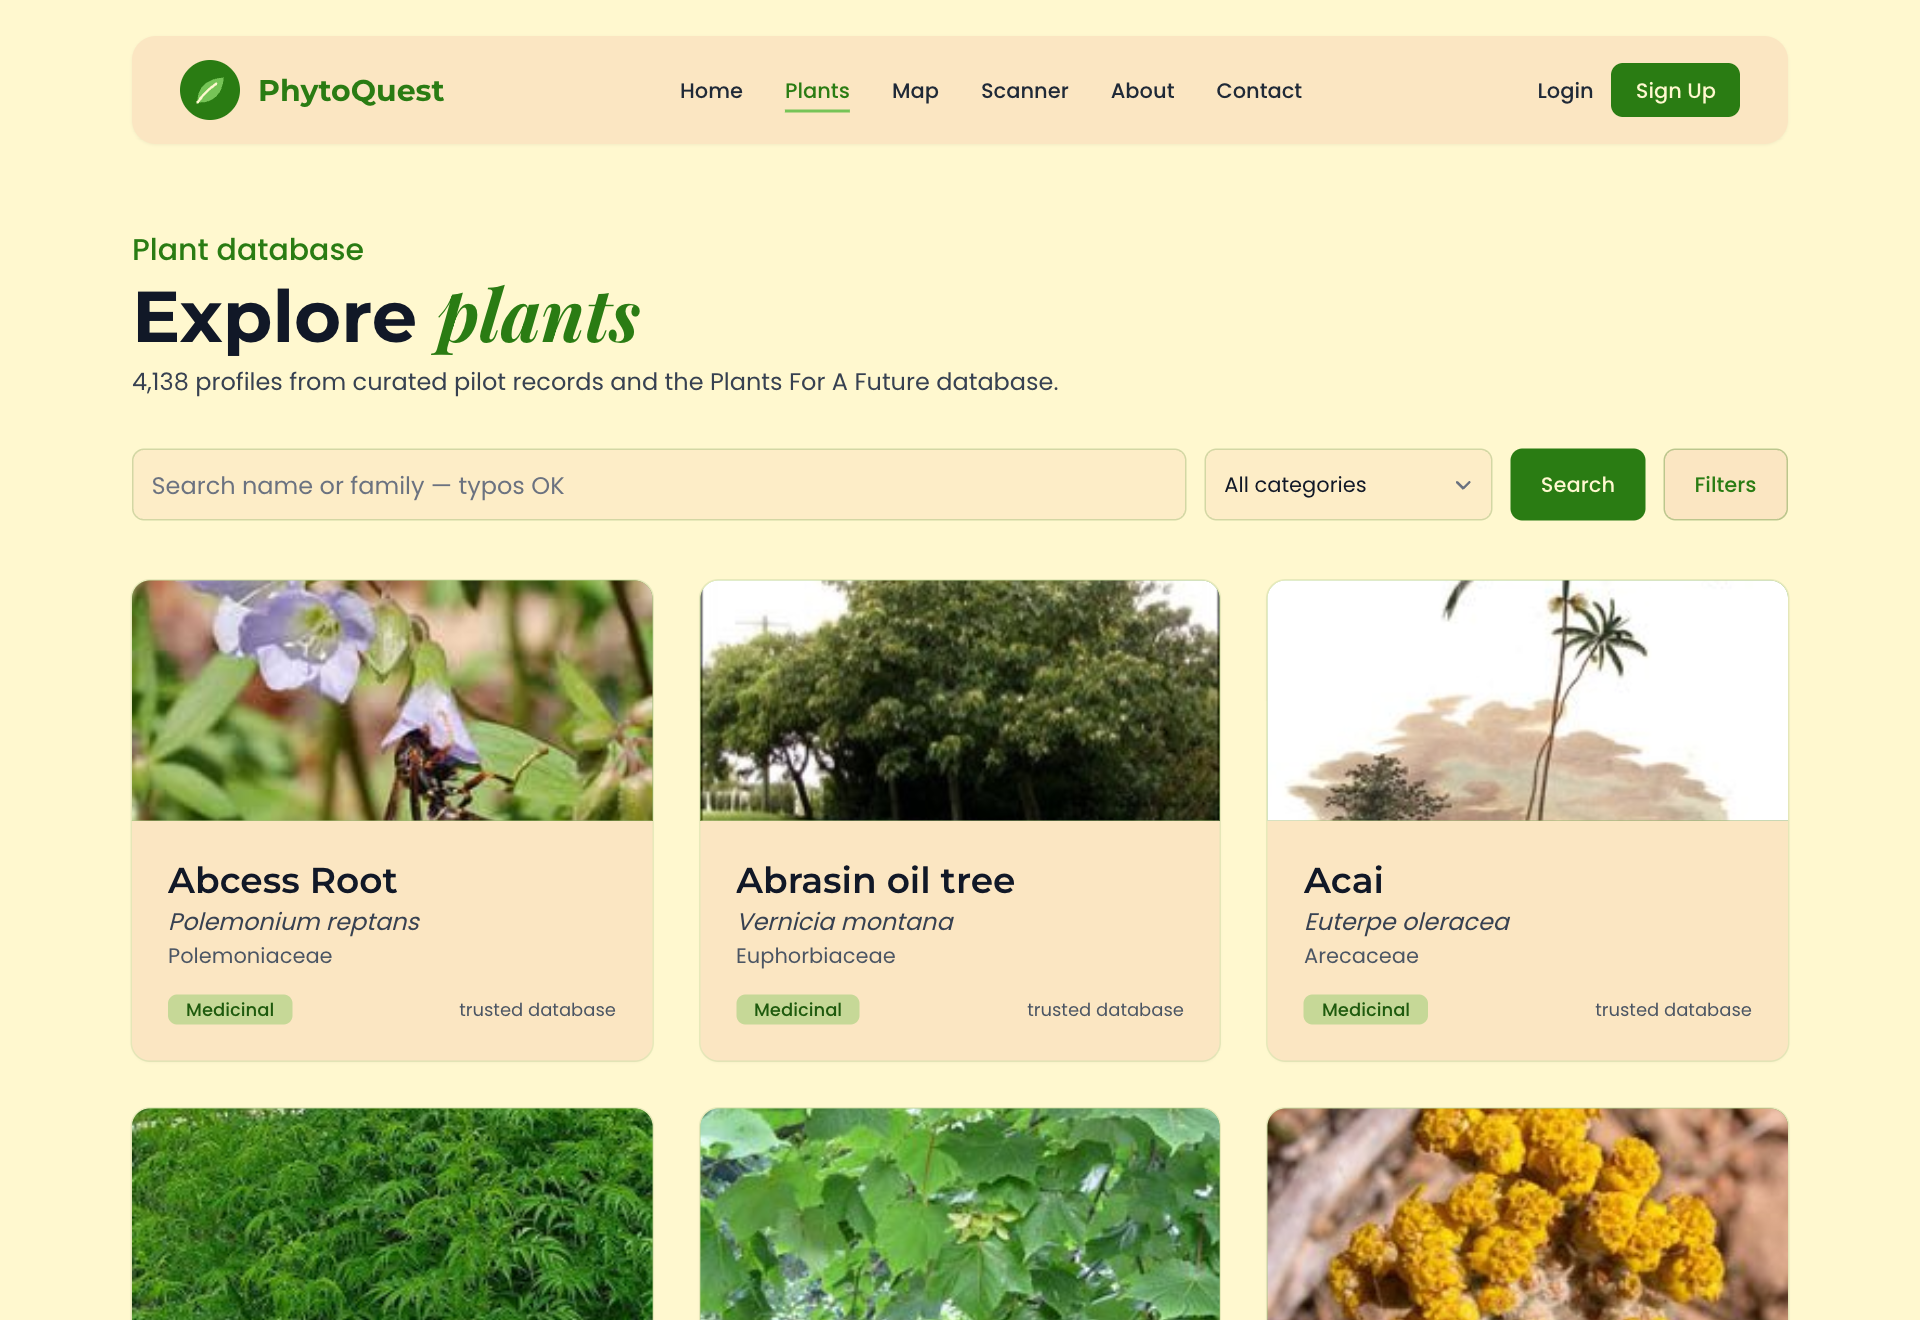 PhytoQuest
Home Plants Map Scanner About Contact
Login Sign Up
Plant database
Explore plants
4,138 profiles from curated pilot records and the Plants For A Future database.
Search name or family — typos OK
All categories
Search
Filters
Abcess Root
Polemonium reptans
Polemoniaceae
Medicinal trusted database
Abrasin oil tree
Vernicia montana
Euphorbiaceae
Medicinal trusted database
Acai
Euterpe oleracea
Arecaceae
Medicinal trusted database